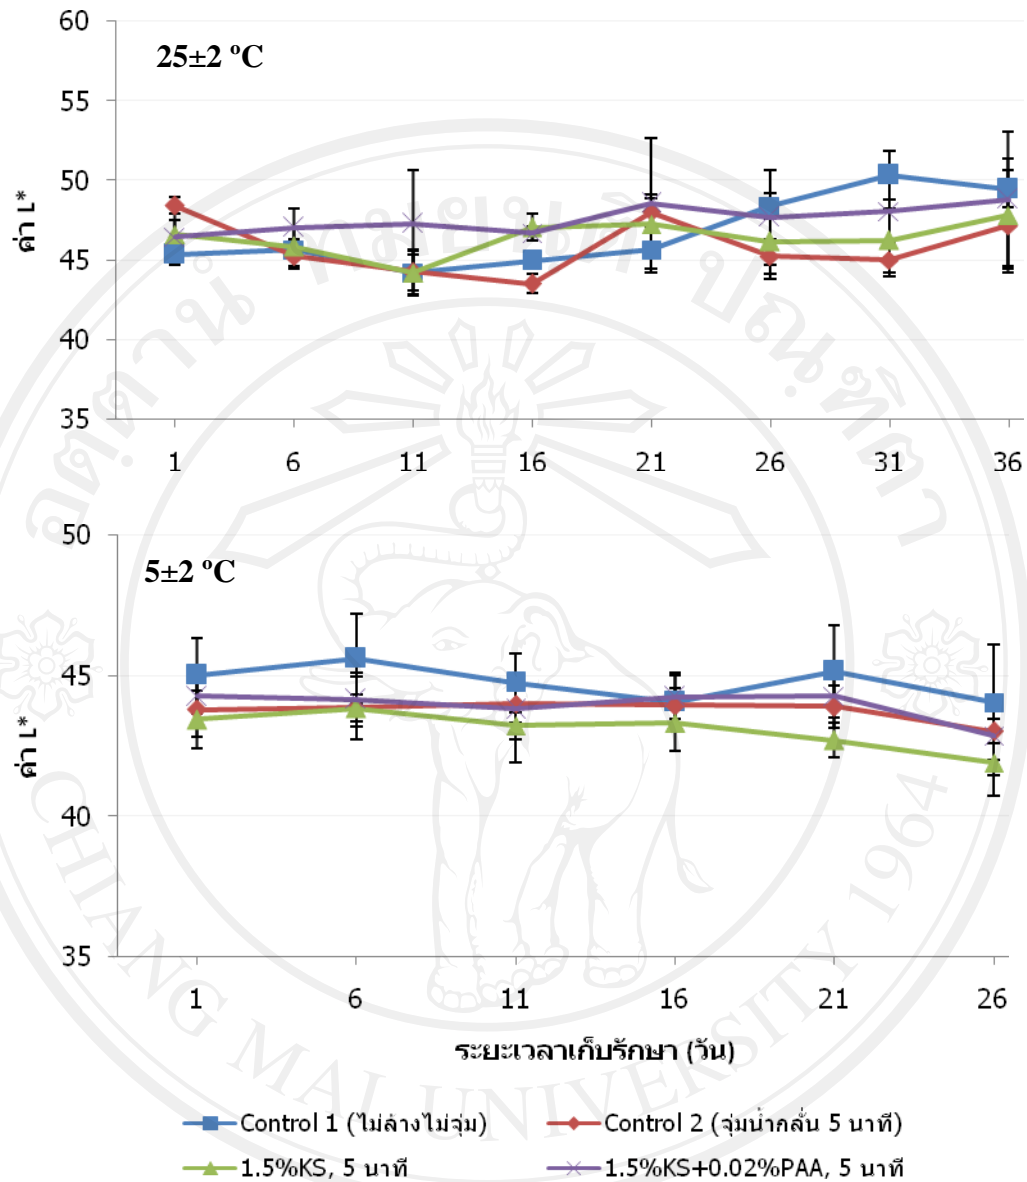 60
25±2 ºC
55
50
45
40
35
ค่า L*
1 6 11 16 21 26 31 36
50
5±2 ºC
45
40
35
ค่า L*
1 6 11 16 21 26
ระยะเวลาเก็บรักษา (วัน)
Control 1 (ไม่ล้างไม่จุ่ม) Control 2 (จุ่มน้ำกลั่น 5 นาที)
1.5%KS, 5 นาที 1.5%KS+0.02%PAA, 5 นาที
CHIANG MAI UNIVERSITY 1964